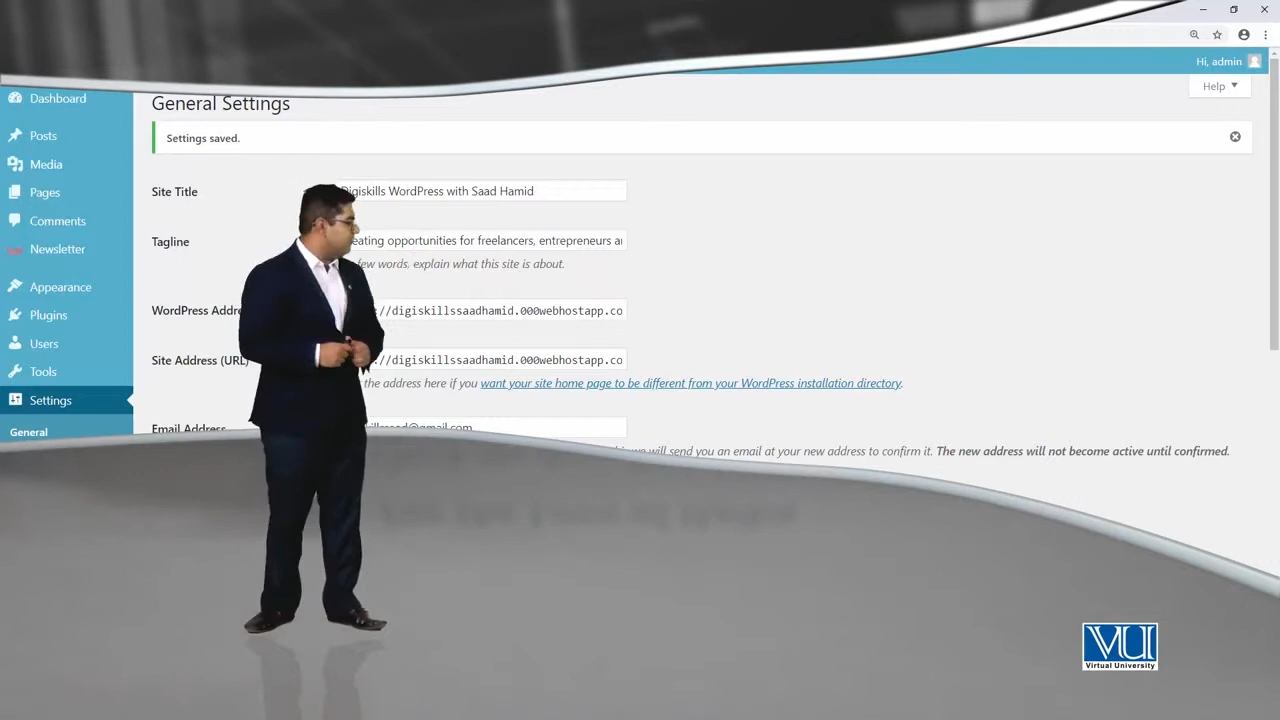 Hi, admin
Help
Dashboard
Posts
Media
Pages
Comments
Newsletter
Appearance
Plugins
Users
Tools
Settings
General
General Settings
Settings saved.
Site Title
Digiskills WordPress with Saad Hamid
Tagline
eating opportunities for freelancers, entrepreneurs a
few words, explain what this site is about.
WordPress Addre
://digiskillssaadhamid.000webhostapp.co
Site Address (URL)
://digiskillssaadhamid.000webhostapp.co
the address here if you want your site home page to be different from your WordPress installation directory.
Email Address
will send you an email at your new address to confirm it. The new address will not become active until confirmed.
VU
Virtual University